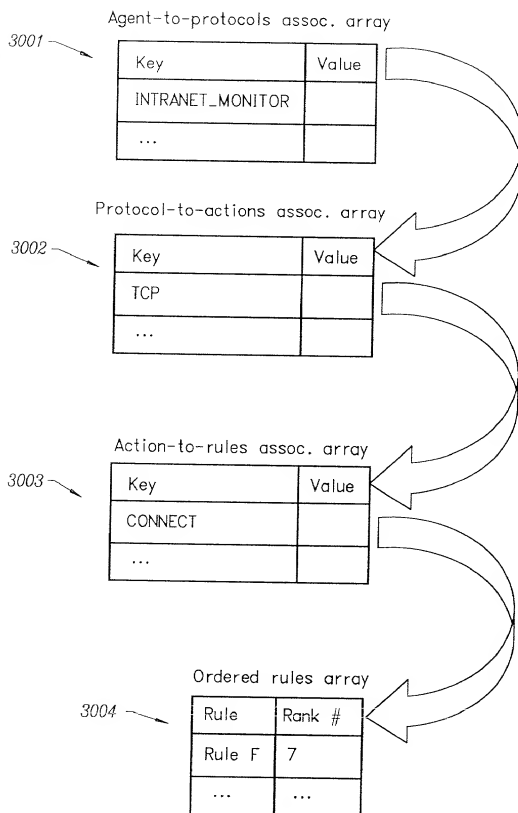 Agent-to-protocols assoc. array
3001
Key Value
INTRANET_MONITOR
...
Protocol-to-actions assoc. array
3002
Key Value
TCP
...
Action-to-rules assoc. array
3003
Key Value
CONNECT
...
Ordered rules array
3004
Rule Rank #
Rule F 7
... ...